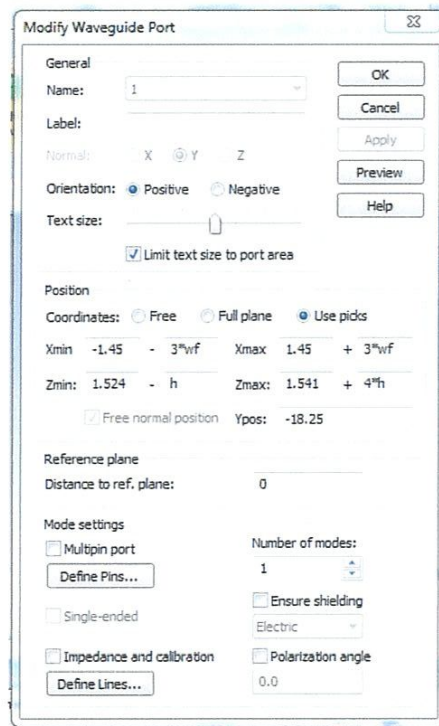 Modify Waveguide Port
General
Name: 1
Label:
Normal: X Y Z
Orientation: Positive Negative
Text size:
Limit text size to port area
OK
Cancel
Apply
Preview
Help
Position
Coordinates: Free Full plane Use picks
Xmin -1.45 - 3*wf Xmax 1.45 + 3*wf
Zmin: 1.524 - h Zmax: 1.541 + 4*h
Free normal position Ypos: -18.25
Reference plane
Distance to ref. plane: 0
Mode settings
Multipin port
Define Pins...
Single-ended
Impedance and calibration
Define Lines...
Number of modes:
1
Ensure shielding
Electric
Polarization angle
0.0